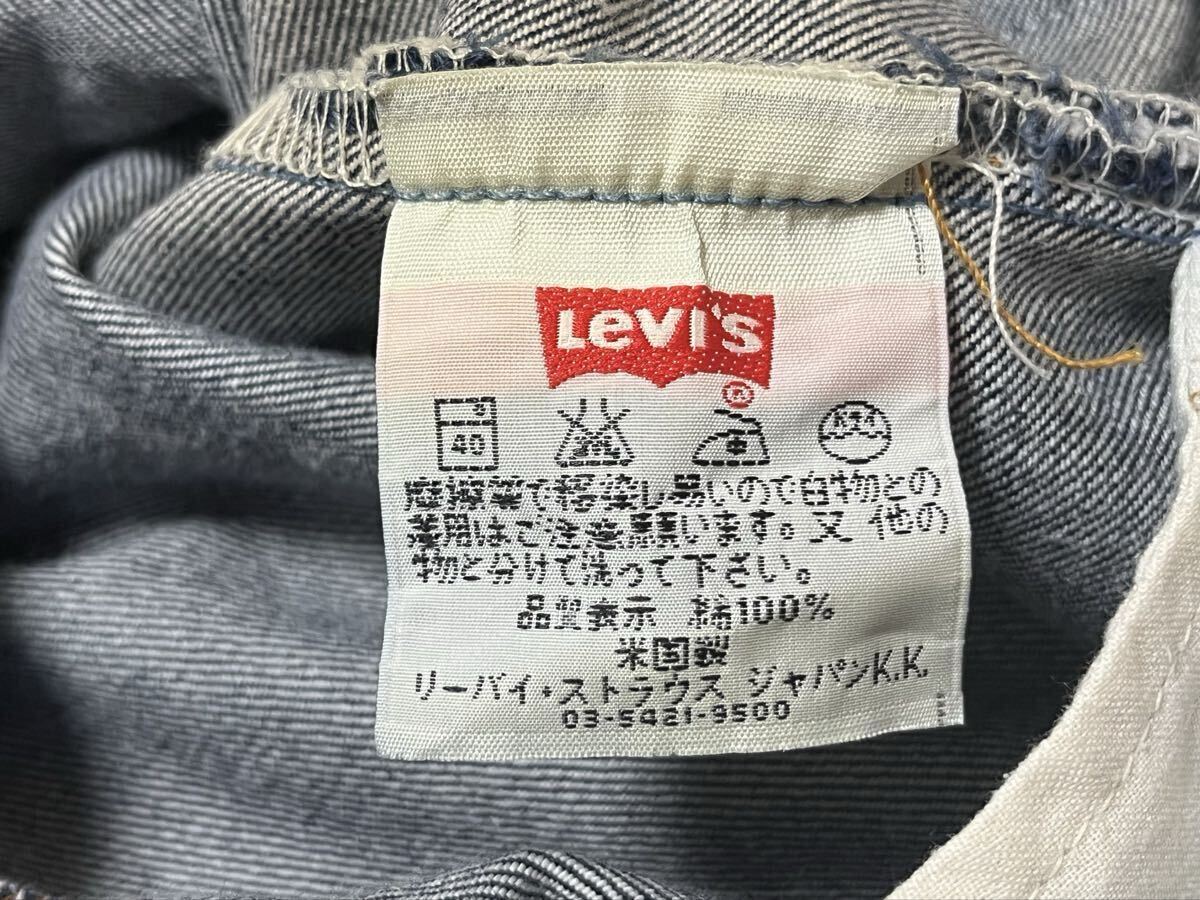 Levi's
®
40
摩擦等で移染し易いので白物との
着用はご注意願います。又 他の
物と分けて洗って下さい。
品質表示 綿100%
米国製
リーバイ・ストラウス ジャパンK.K.
03-5421-9500